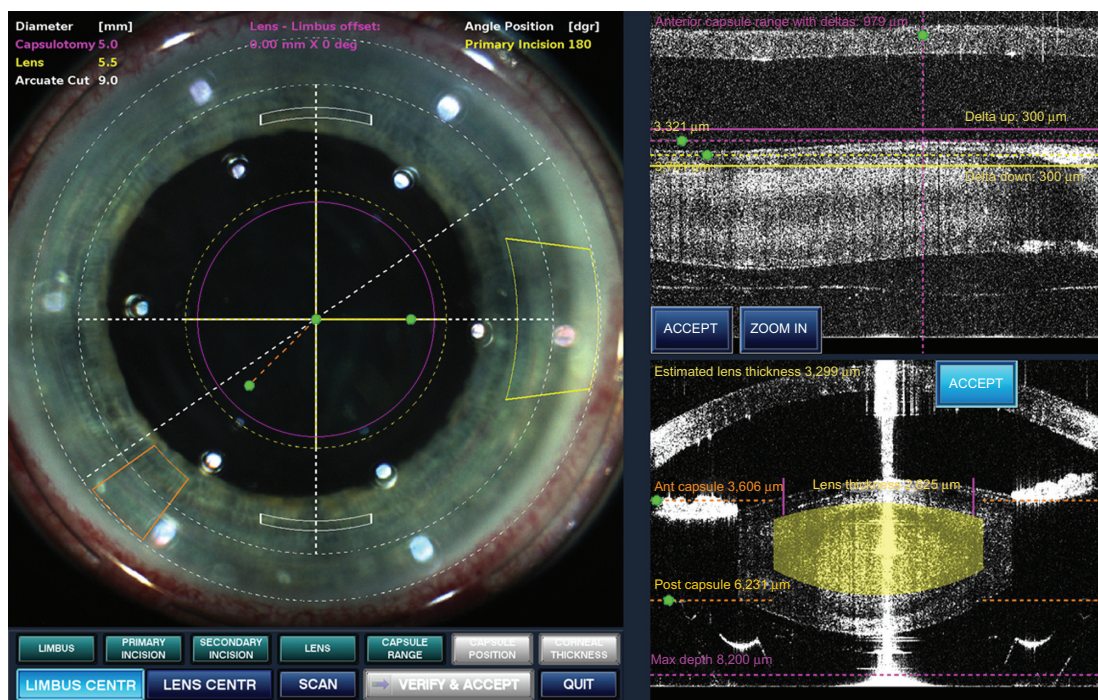 Diameter [mm]
Capsulotomy 5.0
Lens 5.5
Arcuate Cut 9.0
Lens - Limbus offset:
0.00 mm X 0 deg
Angle Position [dgr]
Primary Incision 180
LIMBUS
PRIMARY
INCISION
SECONDARY
INCISION
LENS
CAPSULE
RANGE
CAPSULE
POSITION
CORNEAL
THICKNESS
LIMBUS CENTR
LENS CENTR
SCAN
VERIFY & ACCEPT
QUIT
Anterior capsule range with deltas: 979 μm
Delta up: 300 μm
3,321 μm
μm
Delta down: 300 μm
ACCEPT
ZOOM IN
Estimated lens thickness 3,299 μm
ACCEPT
Ant capsule 3,606 μm
Lens thickness μm
Post capsule 6,231 μm
Max depth 8,200 μm